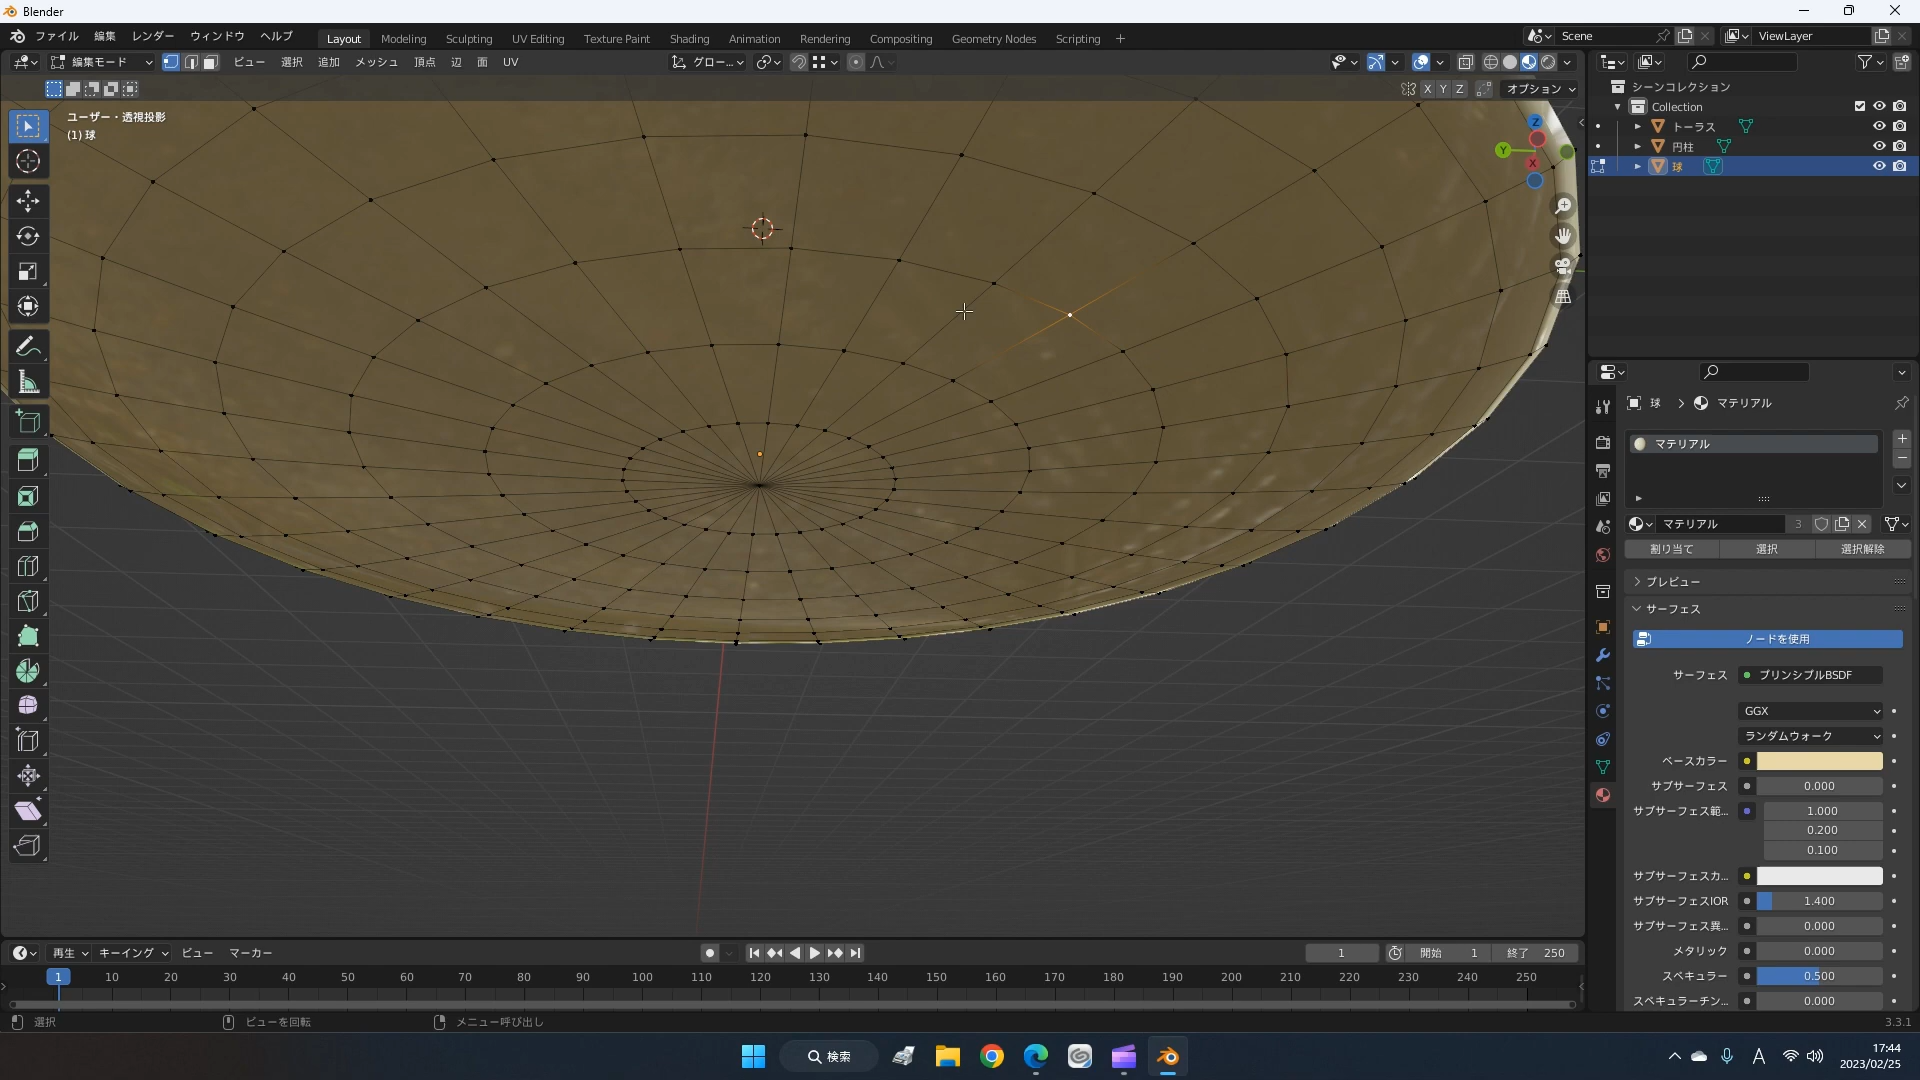 Blender
ファイル 編集 レンダー ウィンドウ ヘルプ Layout Modeling Sculpting UV Editing Texture Paint Shading Animation Rendering Compositing Geometry Nodes Scripting + Scene ViewLayer
編集モード ビュー 選択 追加 メッシュ 頂点 辺 面 UV グロー...
X Y Z オプション
ユーザー・透視投影
(1) 球
Z
Y
X
シーンコレクション
Collection
トーラス
円柱
球
球 マテリアル
マテリアル
マテリアル 3
割り当て 選択 選択解除
プレビュー
サーフェス
ノードを使用
サーフェス プリンシプルBSDF
GGX
ランダムウォーク
ベースカラー
サブサーフェス 0.000
サブサーフェス範... 1.000
0.200
0.100
サブサーフェスカ...
サブサーフェスIOR 1.400
サブサーフェス異... 0.000
メタリック 0.000
スペキュラー 0.500
スペキュラーチン... 0.000
再生 キーイング ビュー マーカー 1 開始 1 終了 250
1 10 20 30 40 50 60 70 80 90 100 110 120 130 140 150 160 170 180 190 200 210 220 230 240 250
選択 ビューを回転 メニュー呼び出し 3.3.1
検索 A 17:44
2023/02/25